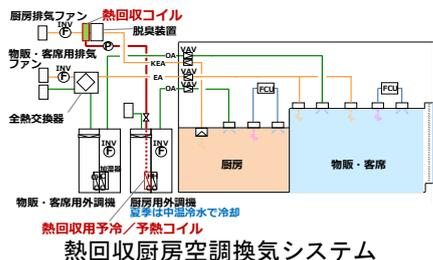 厨房排気ファン
熱回収コイル
INV
F
脱臭装置
P
物販・客席用排気
ファン
VAV
OA
KEA
VAV
EA
INV
F
OA
VAV
FCU
FCU
全熱交換器
INV
F
INV
F
加湿器
厨房
物販・客席
物販・客席用外調機
厨房用外調機
夏季は中温冷水で冷却
熱回収用予冷／予熱コイル
熱回収厨房空調換気システム